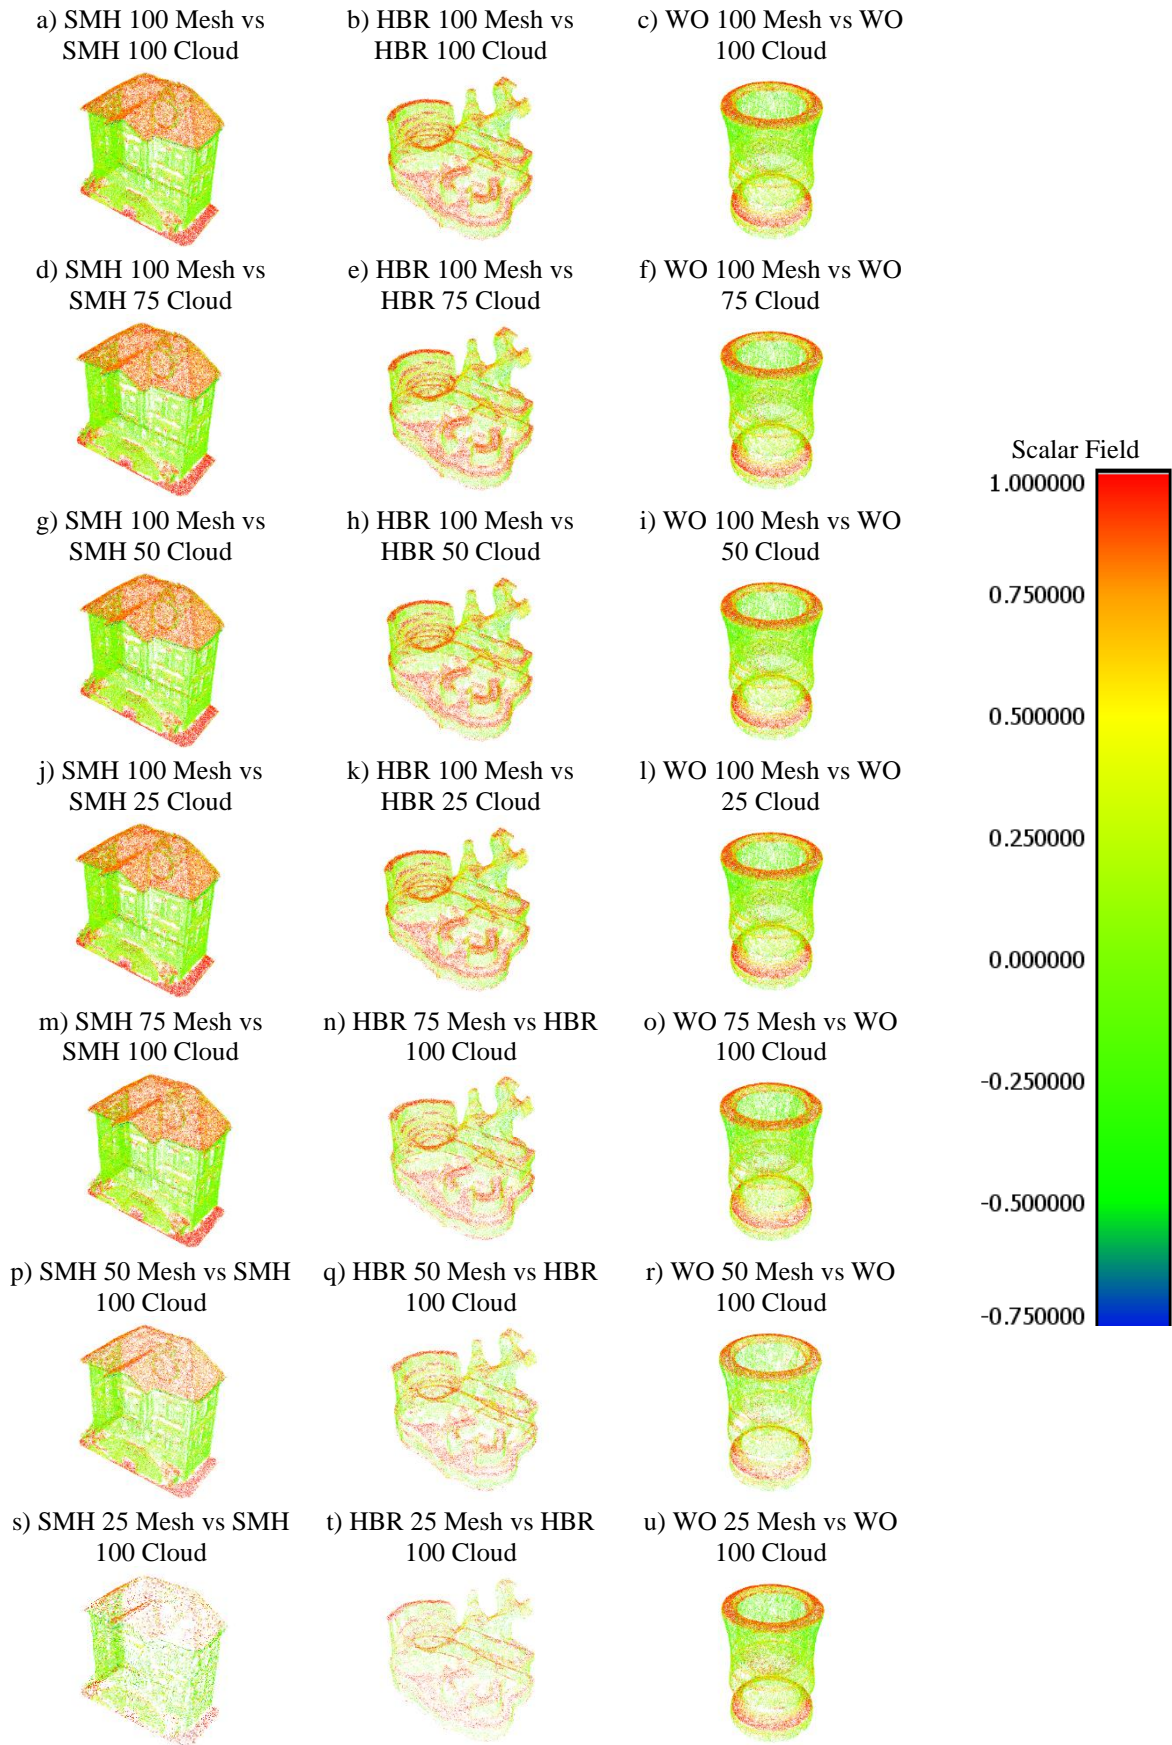 a) SMH 100 Mesh vs
SMH 100 Cloud
b) HBR 100 Mesh vs
HBR 100 Cloud
c) WO 100 Mesh vs WO
100 Cloud
d) SMH 100 Mesh vs
SMH 75 Cloud
e) HBR 100 Mesh vs
HBR 75 Cloud
f) WO 100 Mesh vs WO
75 Cloud
g) SMH 100 Mesh vs
SMH 50 Cloud
h) HBR 100 Mesh vs
HBR 50 Cloud
i) WO 100 Mesh vs WO
50 Cloud
j) SMH 100 Mesh vs
SMH 25 Cloud
k) HBR 100 Mesh vs
HBR 25 Cloud
l) WO 100 Mesh vs WO
25 Cloud
m) SMH 75 Mesh vs
SMH 100 Cloud
n) HBR 75 Mesh vs HBR
100 Cloud
o) WO 75 Mesh vs WO
100 Cloud
p) SMH 50 Mesh vs SMH
100 Cloud
q) HBR 50 Mesh vs HBR
100 Cloud
r) WO 50 Mesh vs WO
100 Cloud
s) SMH 25 Mesh vs SMH
100 Cloud
t) HBR 25 Mesh vs HBR
100 Cloud
u) WO 25 Mesh vs WO
100 Cloud
Scalar Field
1.000000
0.750000
0.500000
0.250000
0.000000
-0.250000
-0.500000
-0.750000